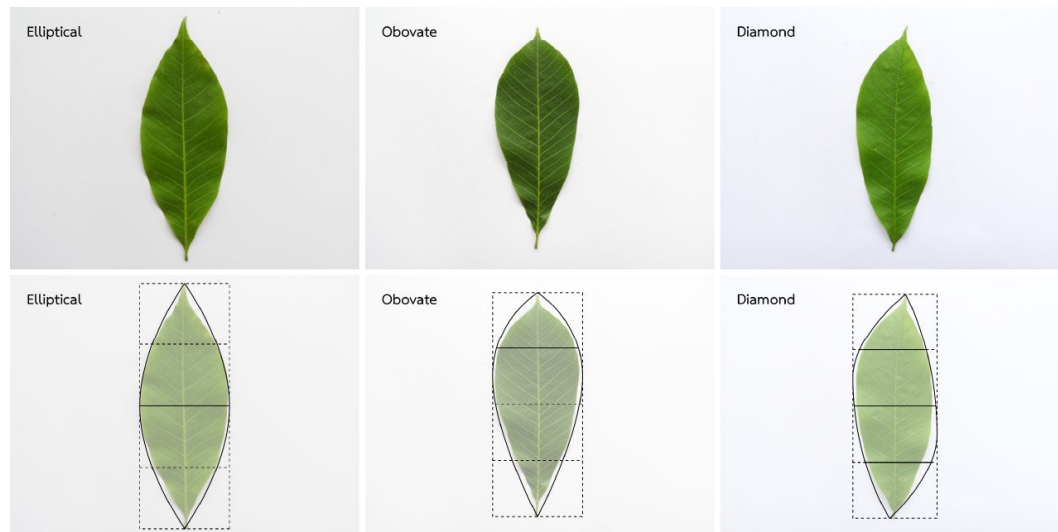 Elliptical
Obovate
Diamond
Elliptical
Obovate
Diamond